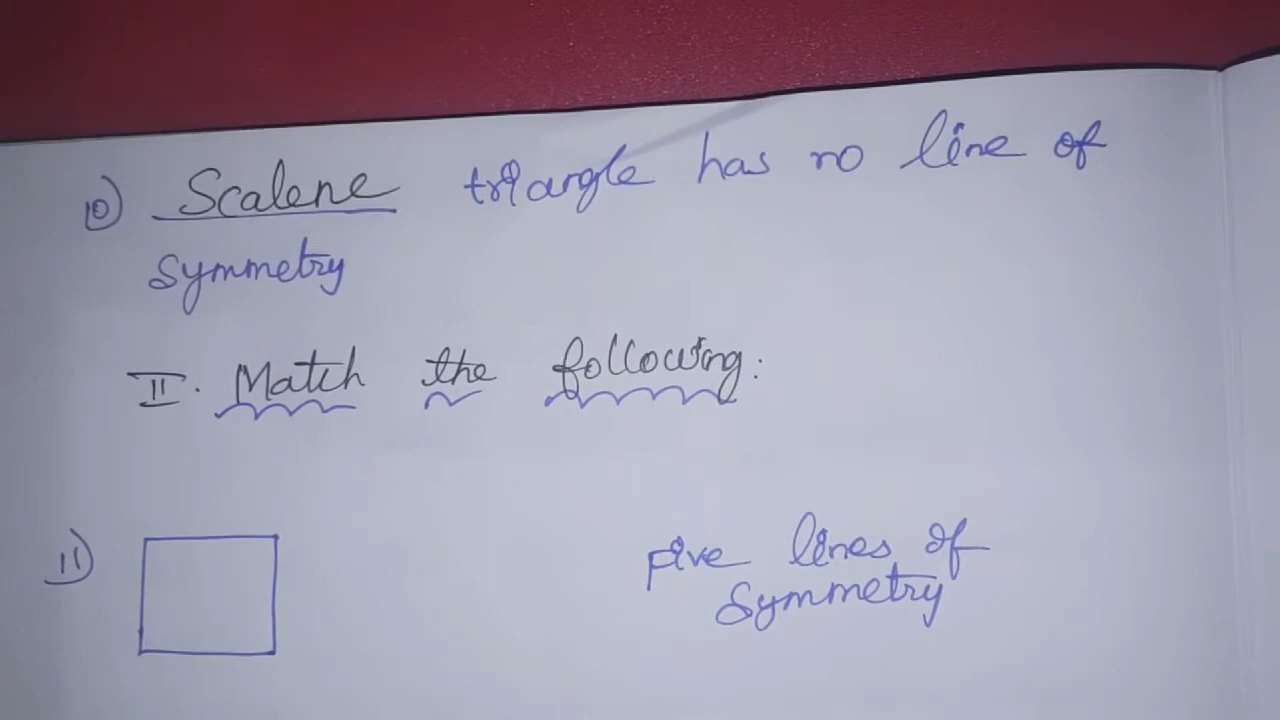 10) Scalene triangle has no line of
Symmetry
II. Match the following:
11) five lines of
Symmetry